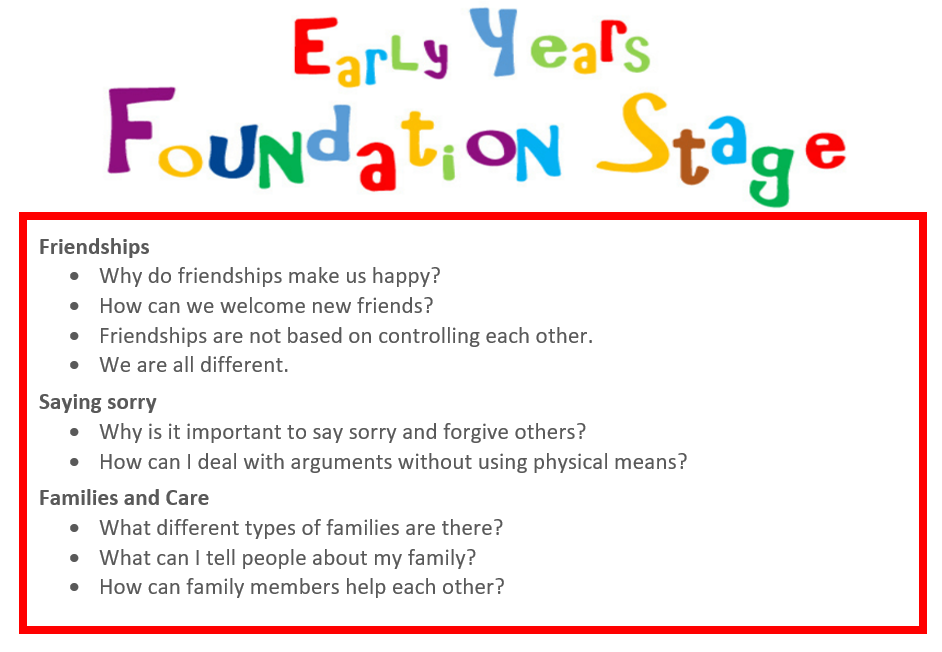 Early Years
Foundation Stage
Friendships
• Why do friendships make us happy?
• How can we welcome new friends?
• Friendships are not based on controlling each other.
• We are all different.
Saying sorry
• Why is it important to say sorry and forgive others?
• How can I deal with arguments without using physical means?
Families and Care
• What different types of families are there?
• What can I tell people about my family?
• How can family members help each other?